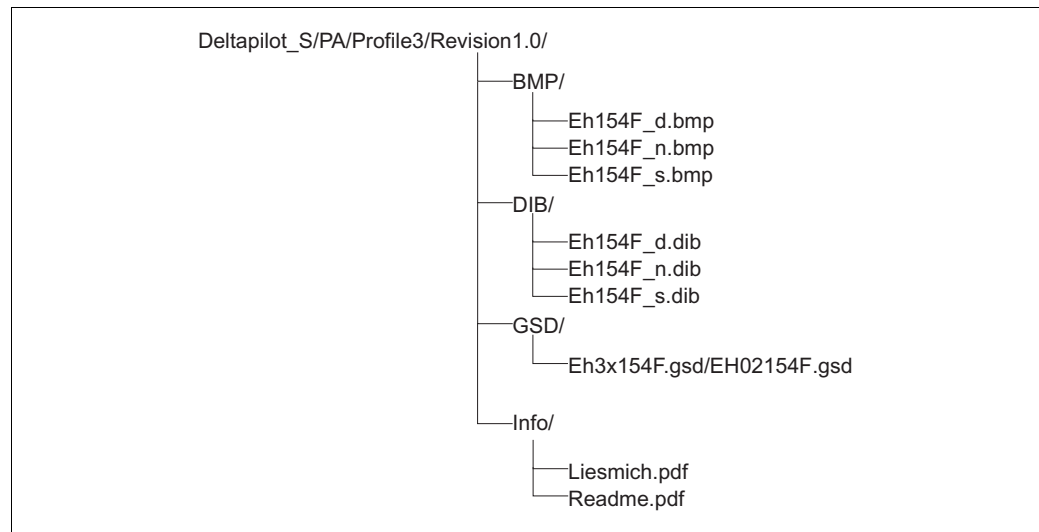 Deltapilot_S/PA/Profile3/Revision1.0/
BMP/
Eh154F_d.bmp
Eh154F_n.bmp
Eh154F_s.bmp
DIB/
Eh154F_d.dib
Eh154F_n.dib
Eh154F_s.dib
GSD/
Eh3x154F.gsd/EH02154F.gsd
Info/
Liesmich.pdf
Readme.pdf